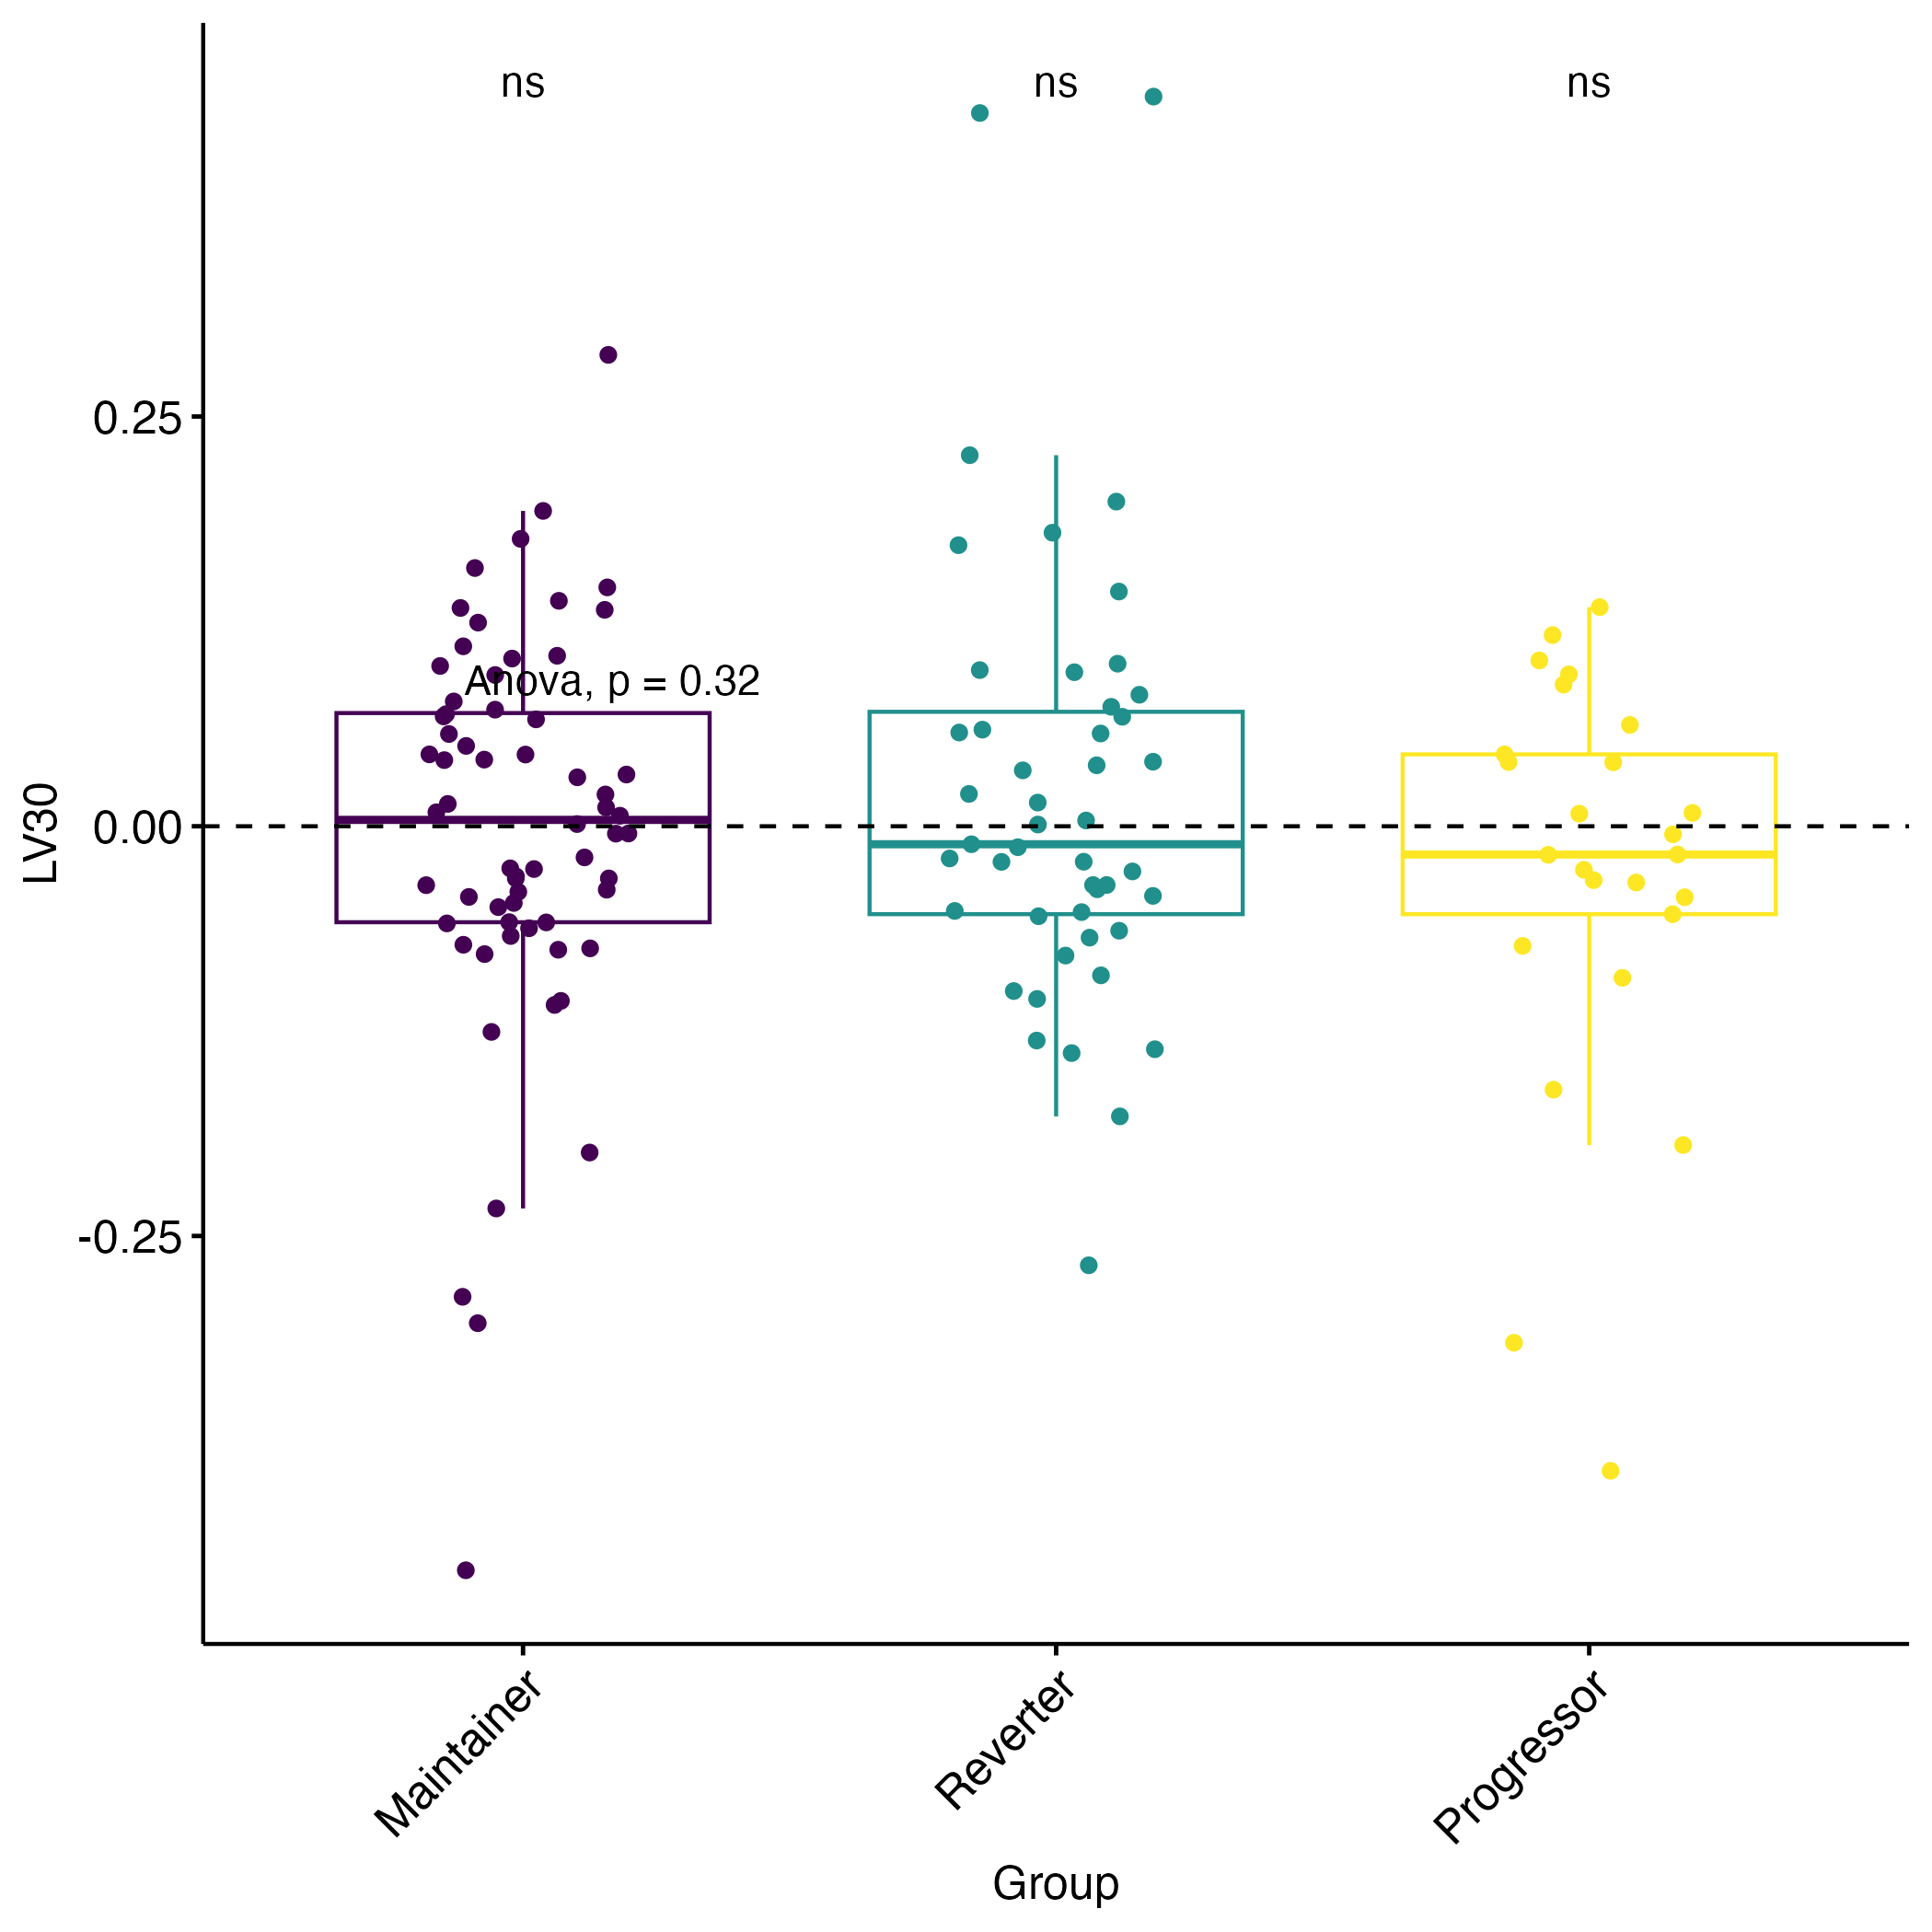 ns ns ns
Anova, p = 0.32
LV30
0.25
0.00
-0.25
Maintainer
Reverter
Progressor
Group